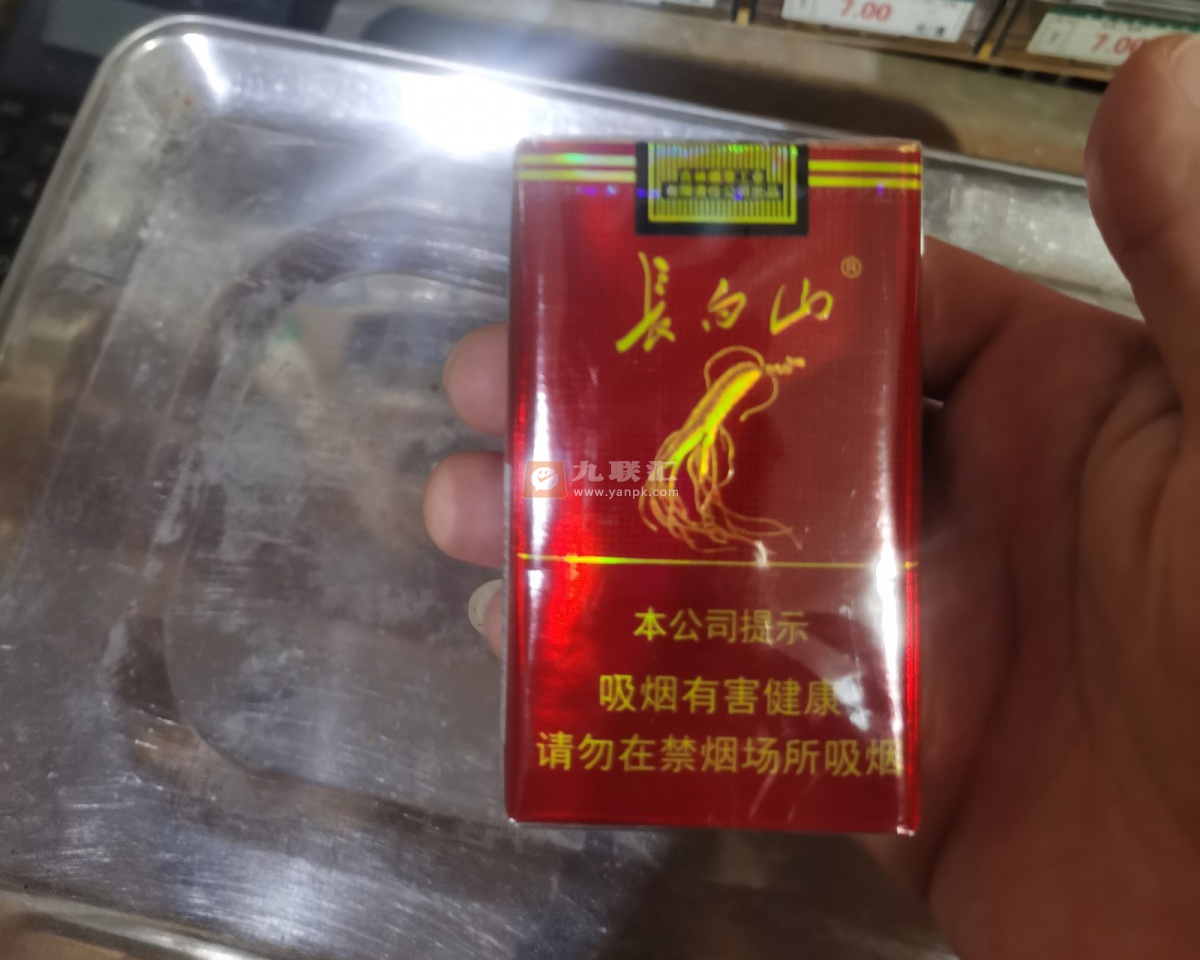 7.00
7.00
長白山®
九联汇
www.yanpk.com
本公司提示
吸烟有害健康
请勿在禁烟场所吸烟